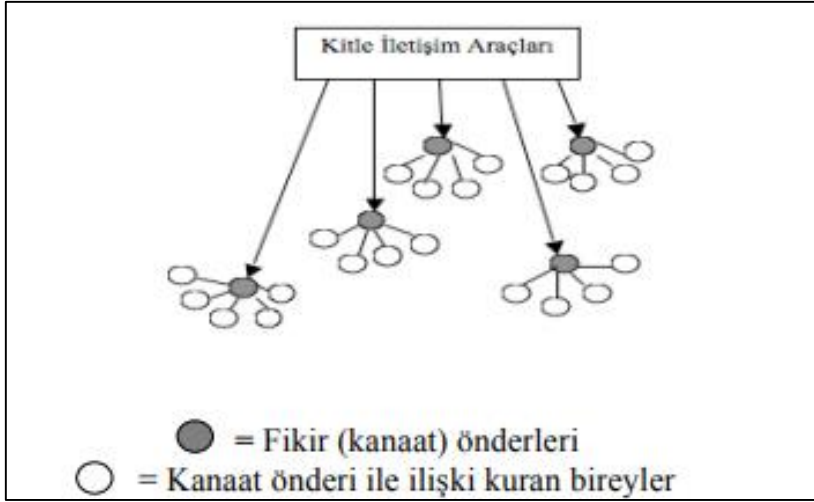 Kitle İletişim Araçları
= Fikir (kanaat) önderleri
= Kanaat önderi ile ilişki kuran bireyler